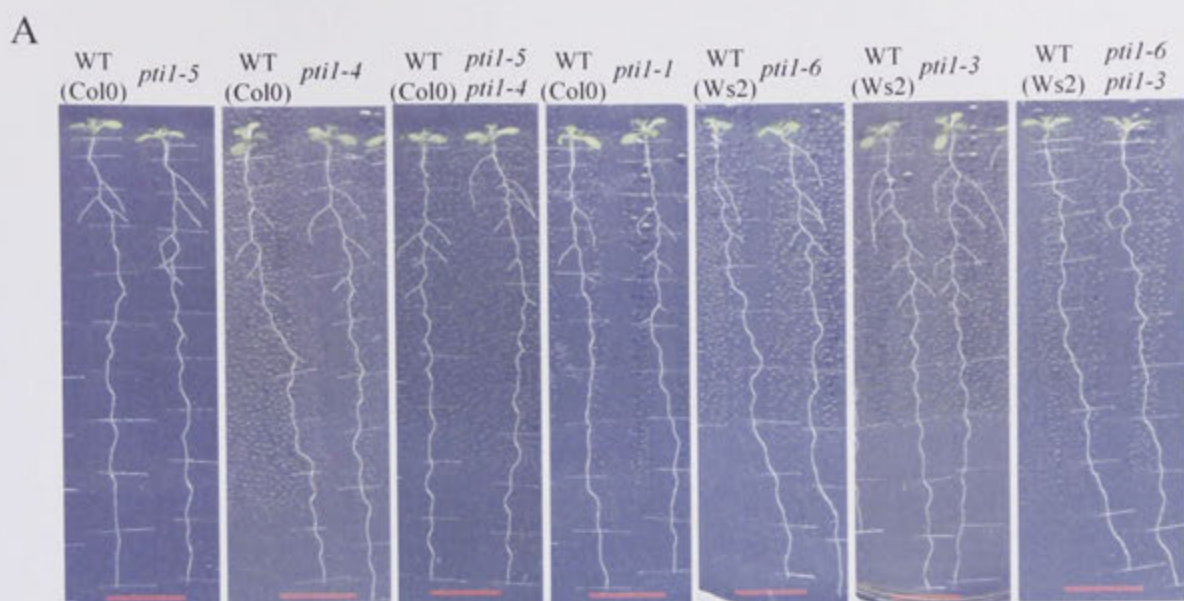 A
WT
(Col0) pti1-5
WT
(Col0) pti1-4
WT pti1-5
(Col0) pti1-4
WT
(Col0) pti1-1
WT
(Ws2) pti1-6
WT
(Ws2) pti1-3
WT pti1-6
(Ws2) pti1-3